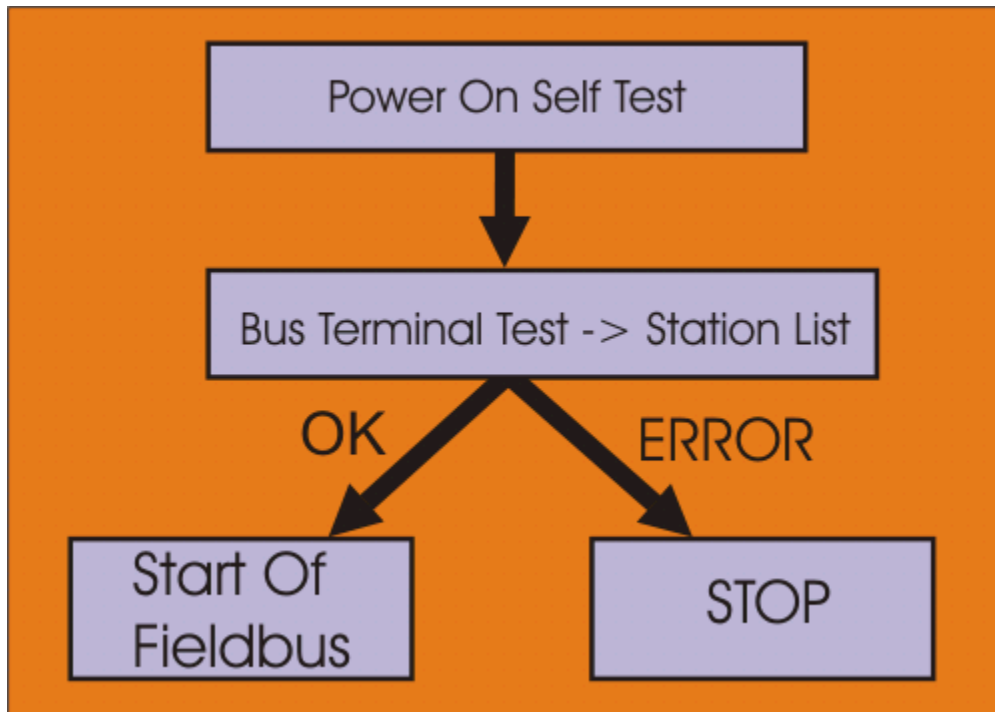 Power On Self Test
Bus Terminal Test -> Station List
OK
ERROR
Start Of
Fieldbus
STOP